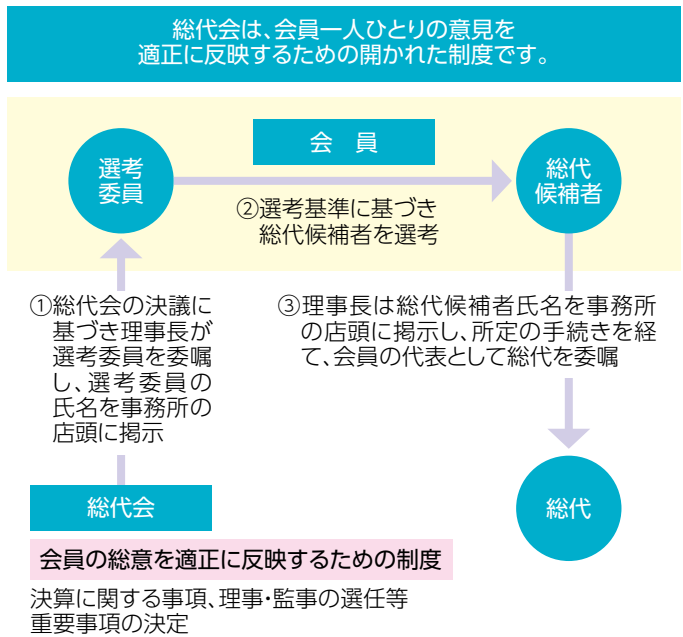 総代会は、会員一人ひとりの意見を
適正に反映するための開かれた制度です。
会　員
選考
委員
総代
候補者
②選考基準に基づき
総代候補者を選考
①総代会の決議に
基づき理事長が
選考委員を委嘱
し、選考委員の
氏名を事務所の
店頭に掲示
③理事長は総代候補者氏名を事務所
の店頭に掲示し、所定の手続きを経
て、会員の代表として総代を委嘱
総代会
総代
会員の総意を適正に反映するための制度
決算に関する事項、理事・監事の選任等
重要事項の決定